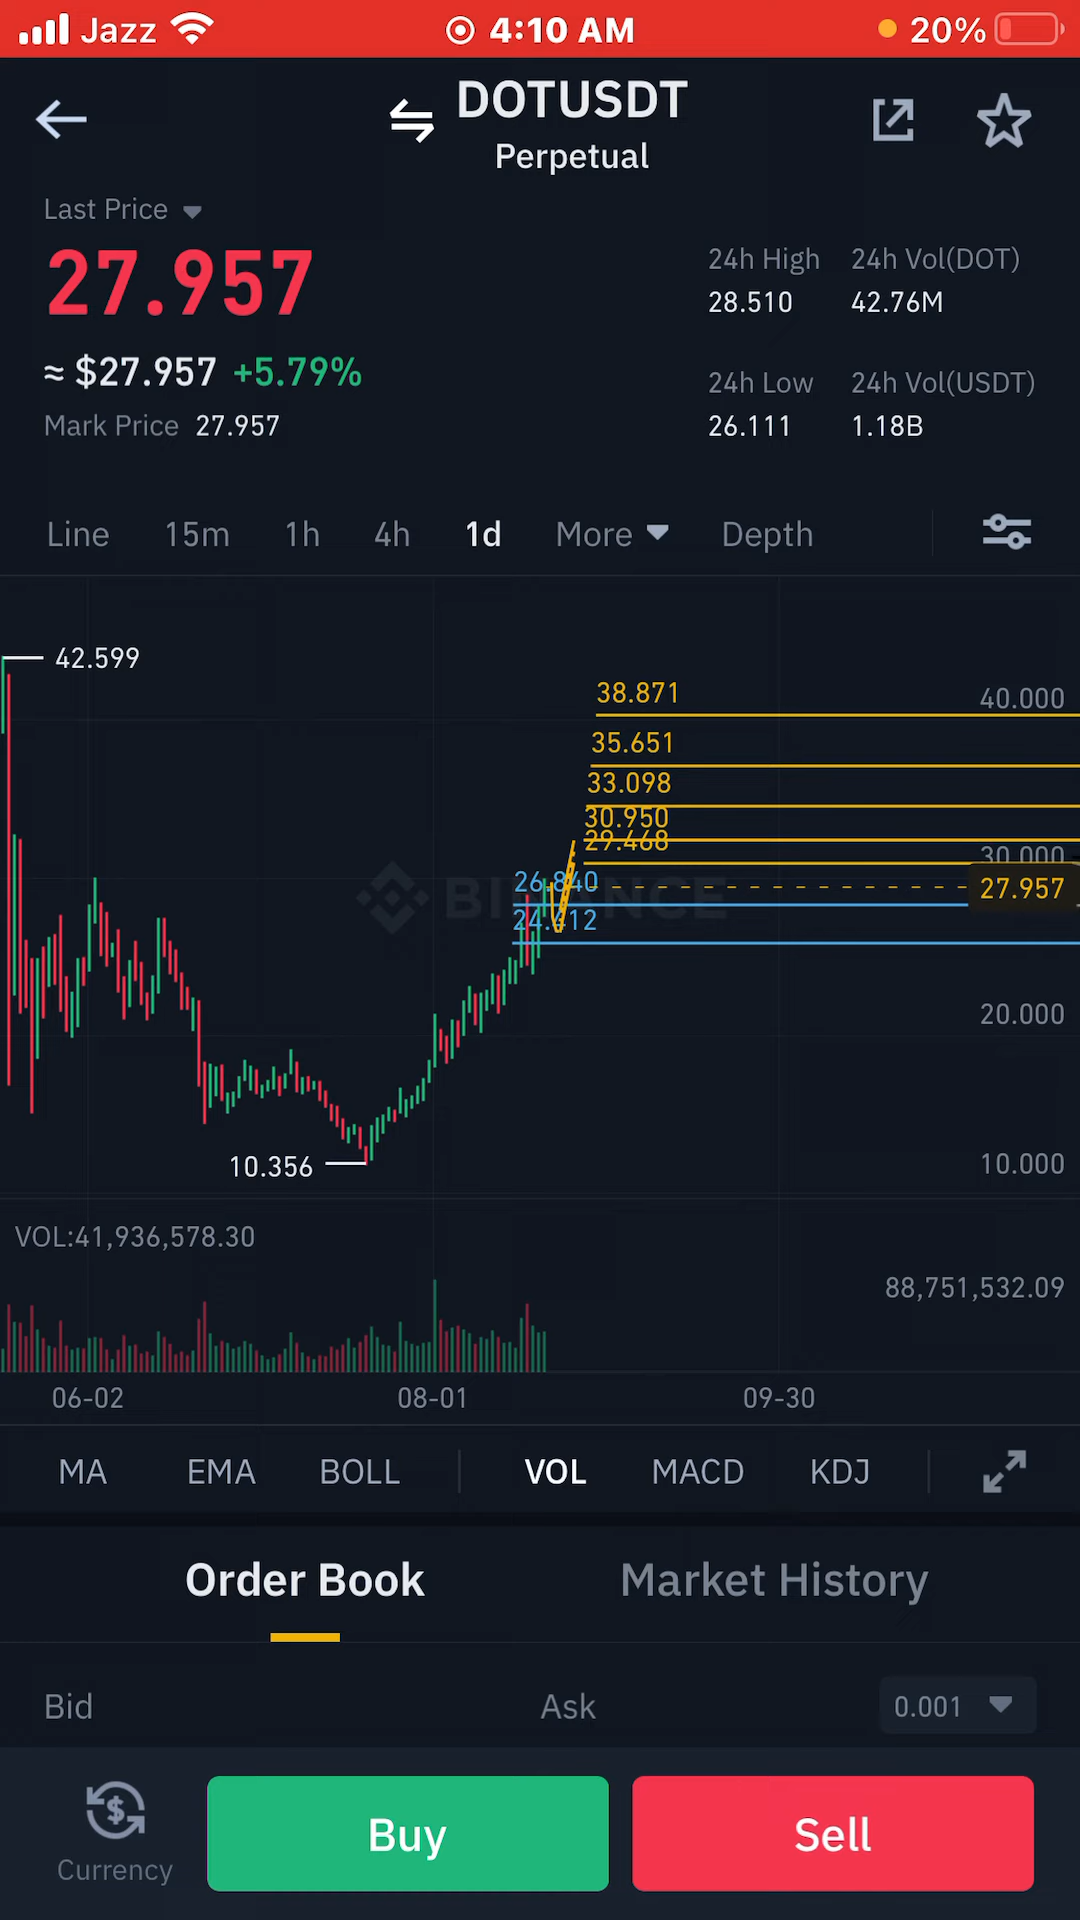 Jazz 4:10 AM 20%
DOTUSDT
Perpetual
Last Price
27.957
≈ $27.957 +5.79%
Mark Price 27.957
24h High 24h Vol(DOT)
28.510 42.76M
24h Low 24h Vol(USDT)
26.111 1.18B
Line 15m 1h 4h 1d More Depth
42.599
38.871
40.000
35.651
33.098
30.950
29.468
30.000
26.840
27.957
BINANCE
24.412
20.000
10.356
10.000
VOL:41,936,578.30
88,751,532.09
06-02 08-01 09-30
MA EMA BOLL VOL MACD KDJ
Order Book Market History
Bid Ask 0.001
Currency
Buy
Sell